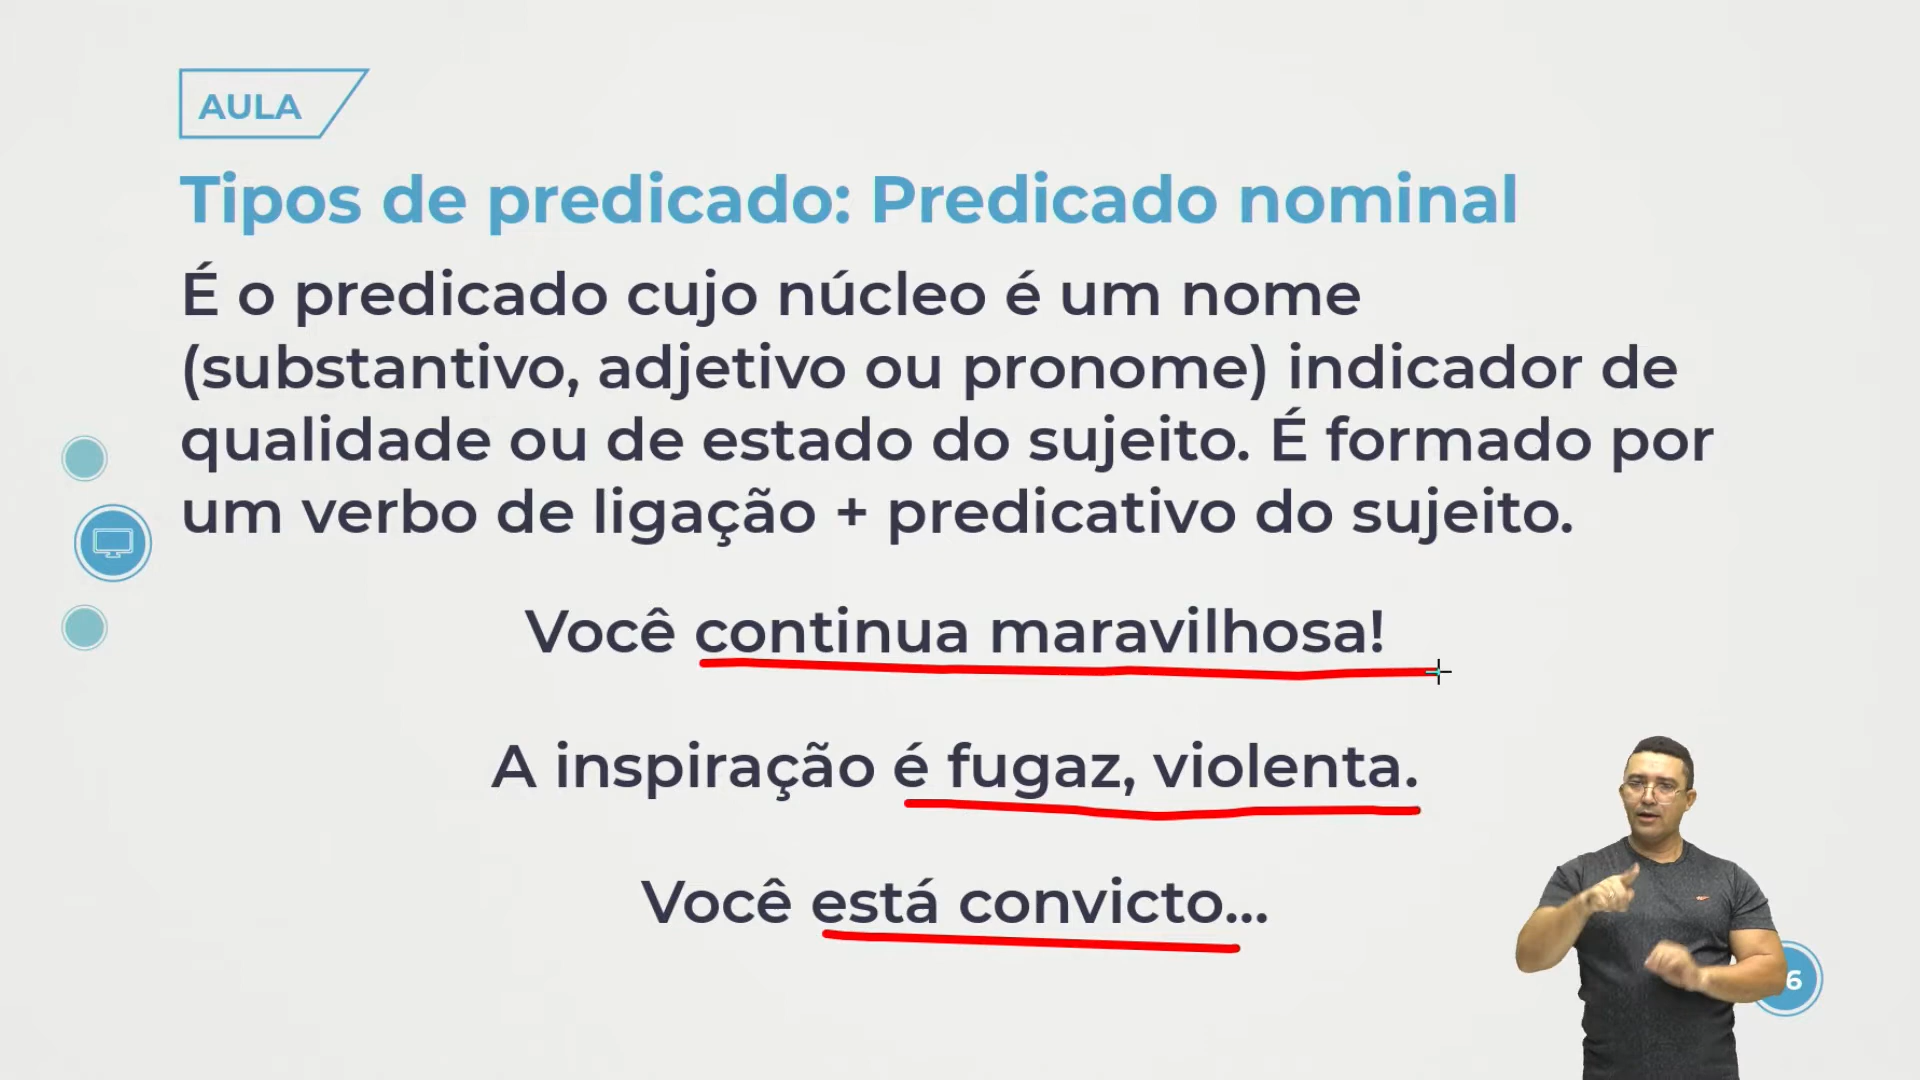 AULA
Tipos de predicado: Predicado nominal
É o predicado cujo núcleo é um nome
(substantivo, adjetivo ou pronome) indicador de
qualidade ou de estado do sujeito. É formado por
um verbo de ligação + predicativo do sujeito.
Você continua maravilhosa!
A inspiração é fugaz, violenta.
Você está convicto...
6